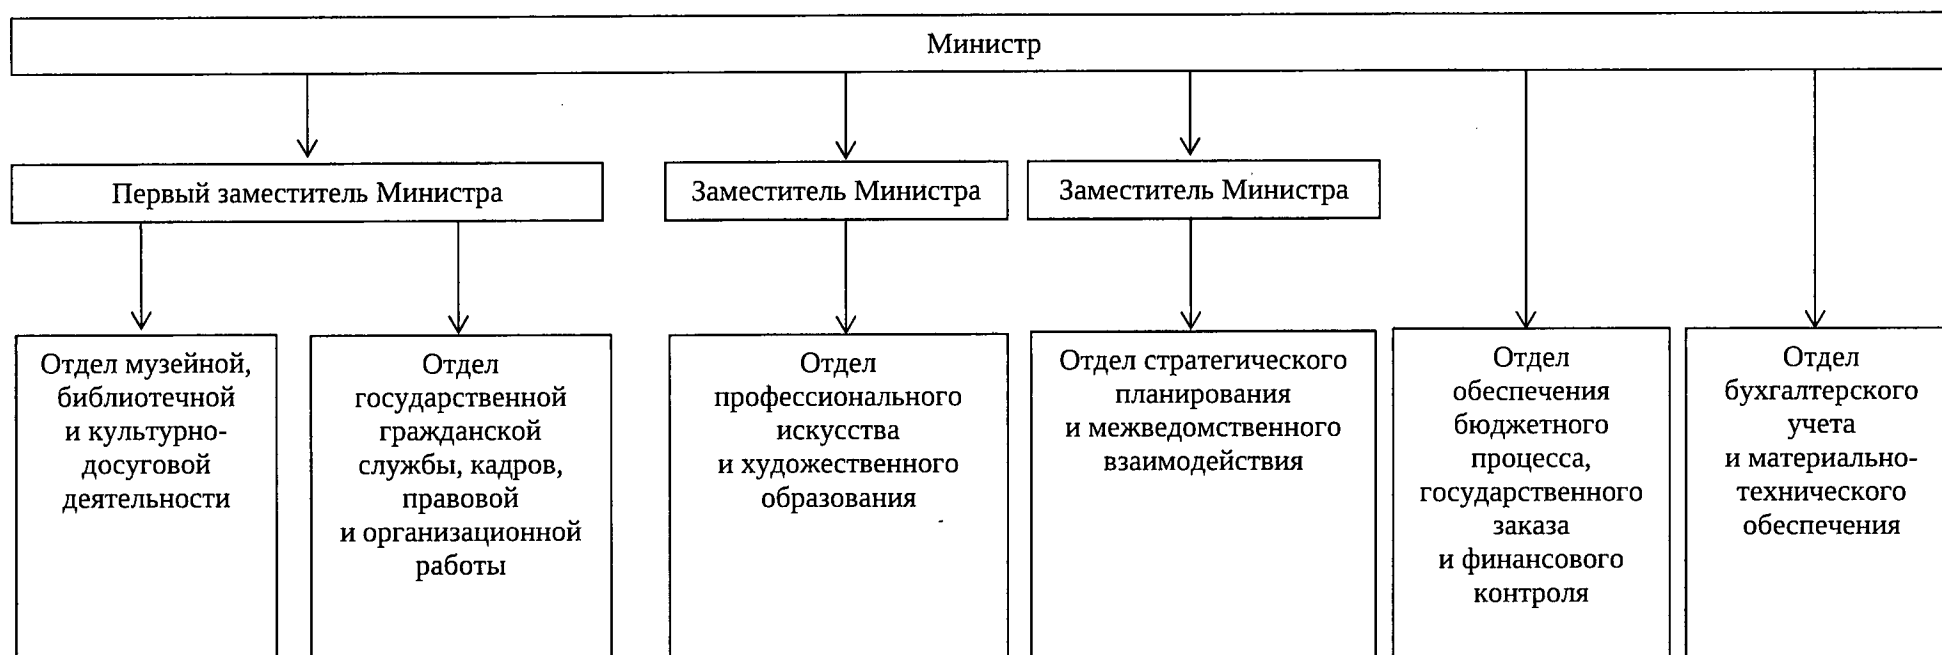 Министр
Первый заместитель Министра
Заместитель Министра
Заместитель Министра
Отдел музейной,
библиотечной
и культурно-
досуговой
деятельности
Отдел
государственной
гражданской
службы, кадров,
правовой
и организационной
работы
Отдел
профессионального
искусства
и художественного
образования
Отдел стратегического
планирования
и межведомственного
взаимодействия
Отдел
обеспечения
бюджетного
процесса,
государственного
заказа
и финансового
контроля
Отдел
бухгалтерского
учета
и материально-
технического
обеспечения